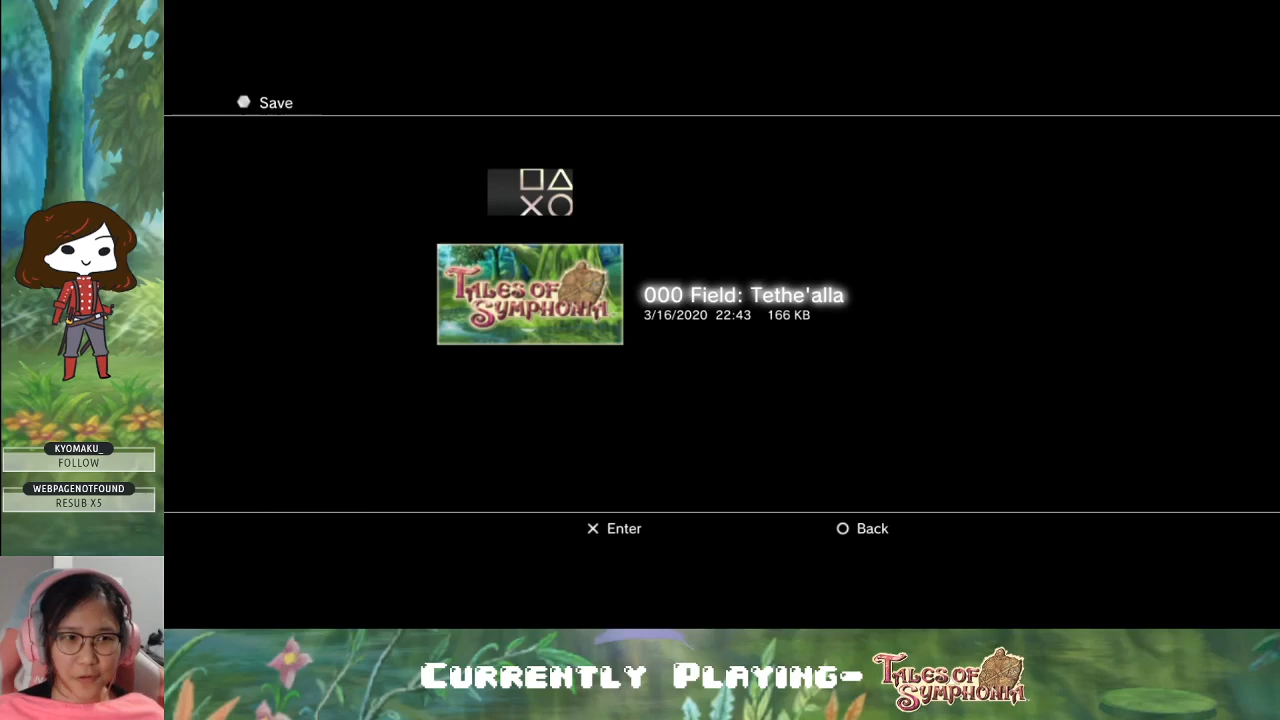 Save
TALES OF
SYMPHONIA
000 Field: Tethe'alla
3/16/2020 22:43 166 KB
KYOMAKU_
FOLLOW
WEBPAGENOTFOUND
RESUB X5
Enter
Back
CURRENTLY PLAYING-
TALES OF
SYMPHONIA